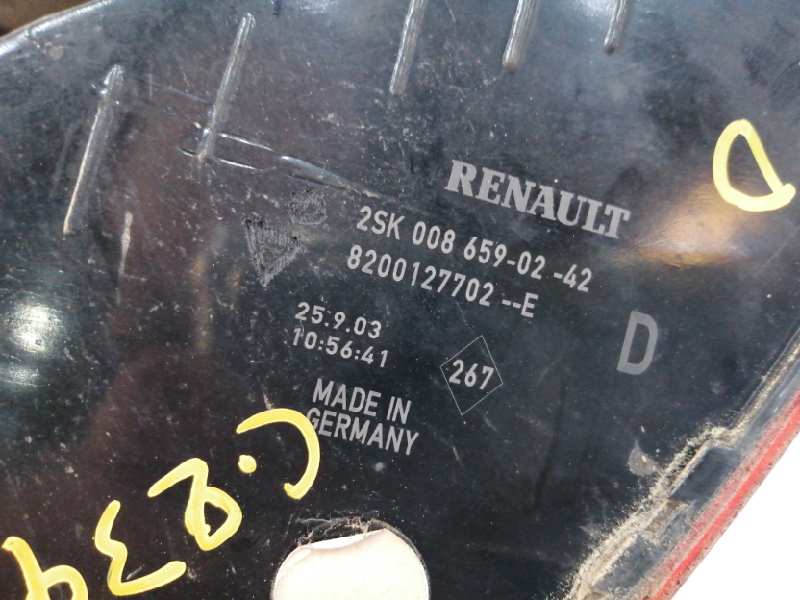 RENAULT
2SK 008 659-02-42
8200127702--E
25.9.03
10:56:41
267
D
MADE IN
GERMANY
D